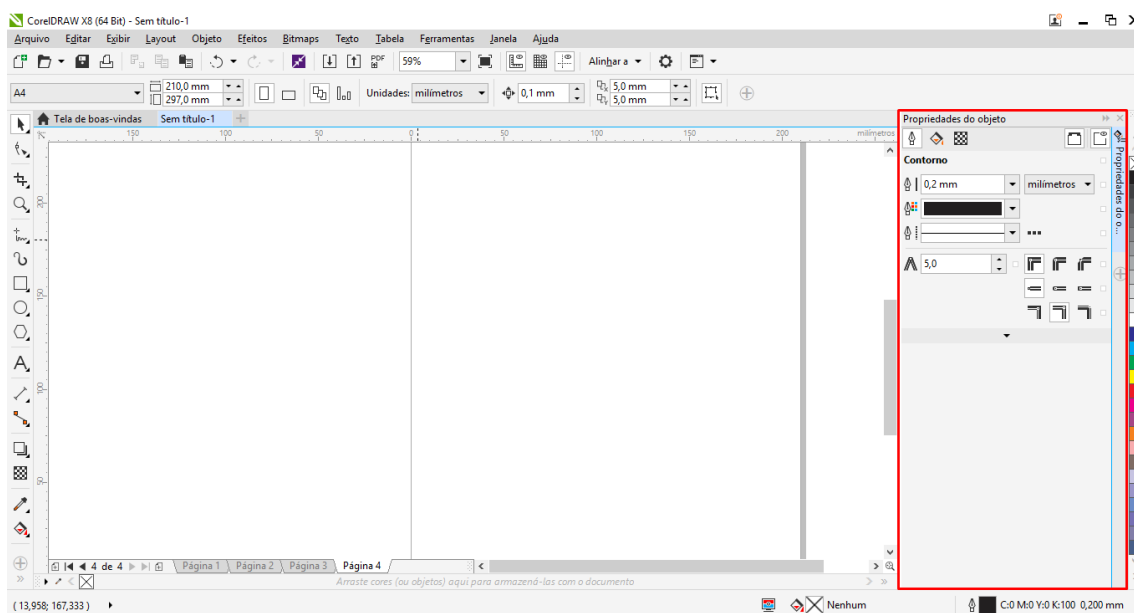 CorelDRAW X8 (64 Bit) - Sem título-1
Arquivo Editar Exibir Layout Objeto Efeitos Bitmaps Texto Tabela Ferramentas Janela Ajuda
PDF 59% Alinhar a
A4 210,0 mm 297,0 mm Unidades: milímetros 0,1 mm 5,0 mm 5,0 mm
Tela de boas-vindas Sem título-1
150 100 50 0 50 100 150 200 milímetros
200
150
100
50
Propriedades do objeto
Contorno
0,2 mm milímetros
5,0
Propriedades do o...
4 de 4 Página 1 Página 2 Página 3 Página 4
Arraste cores (ou objetos) aqui para armazená-las com o documento
( 13,958; 167,333 ) Nenhum C:0 M:0 Y:0 K:100 0,200 mm